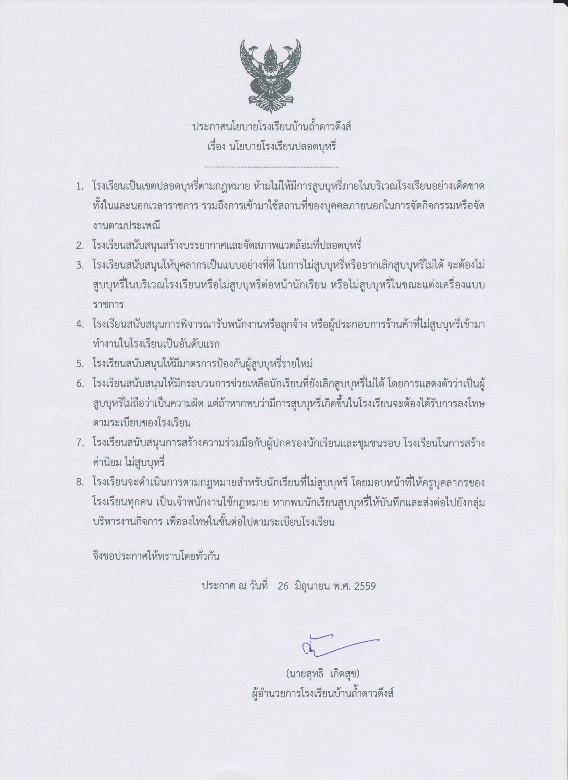 ประกาศนโยบายโรงเรียนบ้านถ้ำดาวดึงส์
เรื่อง นโยบายโรงเรียนปลอดบุหรี่
1. โรงเรียนเป็นเขตปลอดบุหรี่ตามกฎหมาย ห้ามไม่ให้มีการสูบบุหรี่ภายในบริเวณโรงเรียนอย่างเด็ดขาด
ทั้งในและนอกเวลาราชการ รวมถึงการเข้ามาใช้สถานที่ของบุคคลภายนอกในการจัดกิจกรรมหรือจัด
งานตามประเพณี
2. โรงเรียนสนับสนุนสร้างบรรยากาศและจัดสภาพแวดล้อมที่ปลอดบุหรี่
3. โรงเรียนสนับสนุนให้บุคลากรเป็นแบบอย่างที่ดี ในการไม่สูบบุหรี่หรือยากเลิกสูบบุหรี่ไม่ได้ จะต้องไม่
สูบบุหรี่ในบริเวณโรงเรียนหรือไม่สูบบุหรี่ต่อหน้านักเรียน หรือไม่สูบบุหรี่ในขณะแต่งเครื่องแบบ
ราชการ
4. โรงเรียนสนับสนุนการพิจารณารับพนักงานหรือลูกจ้าง หรือผู้ประกอบการร้านค้าที่ไม่สูบบุหรี่เข้ามา
ทำงานในโรงเรียนเป็นอันดับแรก
5. โรงเรียนสนับสนุนให้มีมาตรการป้องกันผู้สูบบุหรี่รายใหม่
6. โรงเรียนสนับสนุนให้มีกระบวนการช่วยเหลือนักเรียนที่ยังเลิกสูบบุหรี่ไม่ได้ โดยการแสดงตัวว่าเป็นผู้
สูบบุหรี่ไม่ถือว่าเป็นความผิด แต่ถ้าหากพบว่ามีการสูบบุหรี่เกิดขึ้นในโรงเรียนจะต้องได้รับการลงโทษ
ตามระเบียบของโรงเรียน
7. โรงเรียนสนับสนุนการสร้างความร่วมมือกับผู้ปกครองนักเรียนและชุมชนรอบ โรงเรียนในการสร้าง
ค่านิยม ไม่สูบบุหรี่
8. โรงเรียนจะดำเนินการตามกฎหมายสำหรับนักเรียนที่ไม่สูบบุหรี่ โดยมอบหน้าที่ให้ครูบุคลากรของ
โรงเรียนทุกคน เป็นเจ้าพนักงานใช้กฎหมาย หากพบนักเรียนสูบบุหรี่ให้บันทึกและส่งต่อไปยังกลุ่ม
บริหารงานกิจการ เพื่อลงโทษในขั้นต่อไปตามระเบียบโรงเรียน
จึงขอประกาศให้ทราบโดยทั่วกัน
ประกาศ ณ วันที่ 26 มิถุนายน พ.ศ. 2559
(นายสุทธิ เกิดสุข)
ผู้อำนวยการโรงเรียนบ้านถ้ำดาวดึงส์